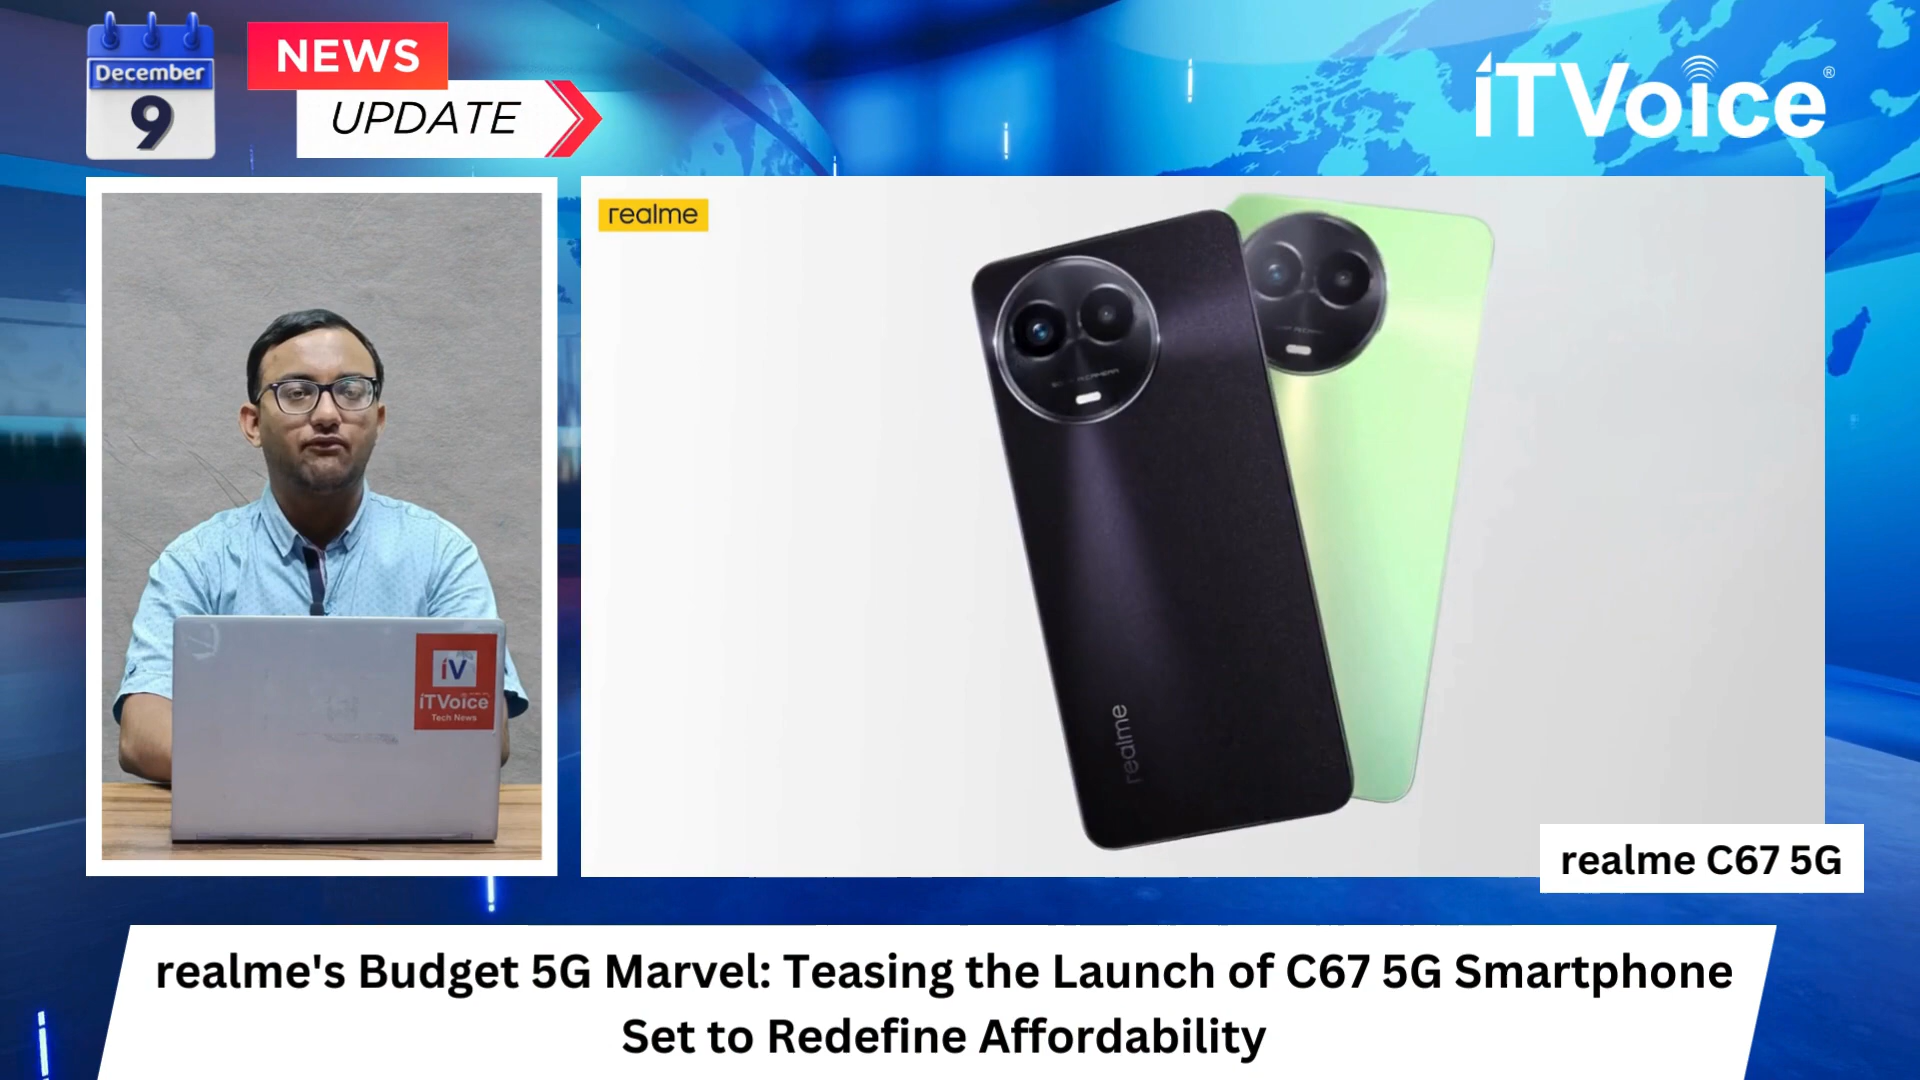 December
9
NEWS
UPDATE
iTVoice®
realme
realme
iV
iTVoice
Tech News
realme C67 5G
realme's Budget 5G Marvel: Teasing the Launch of C67 5G Smartphone
Set to Redefine Affordability